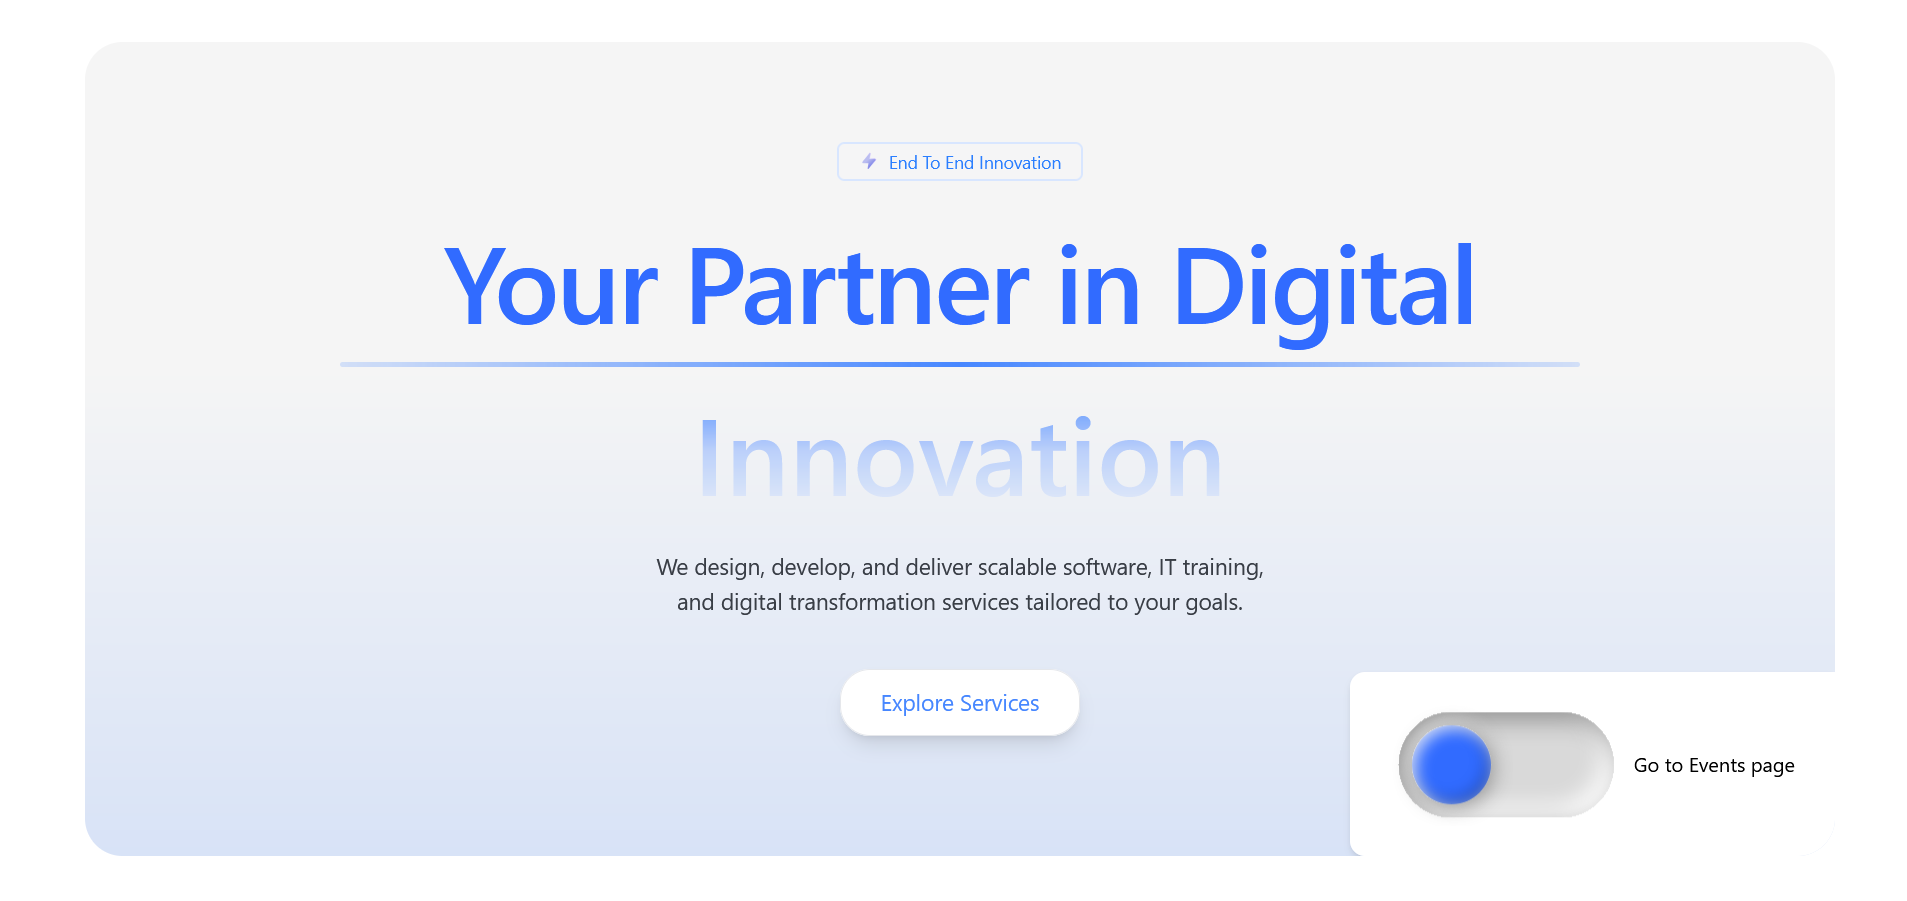 End To End Innovation
Your Partner in Digital
Innovation
We design, develop, and deliver scalable software, IT training,
and digital transformation services tailored to your goals.
Explore Services
Go to Events page